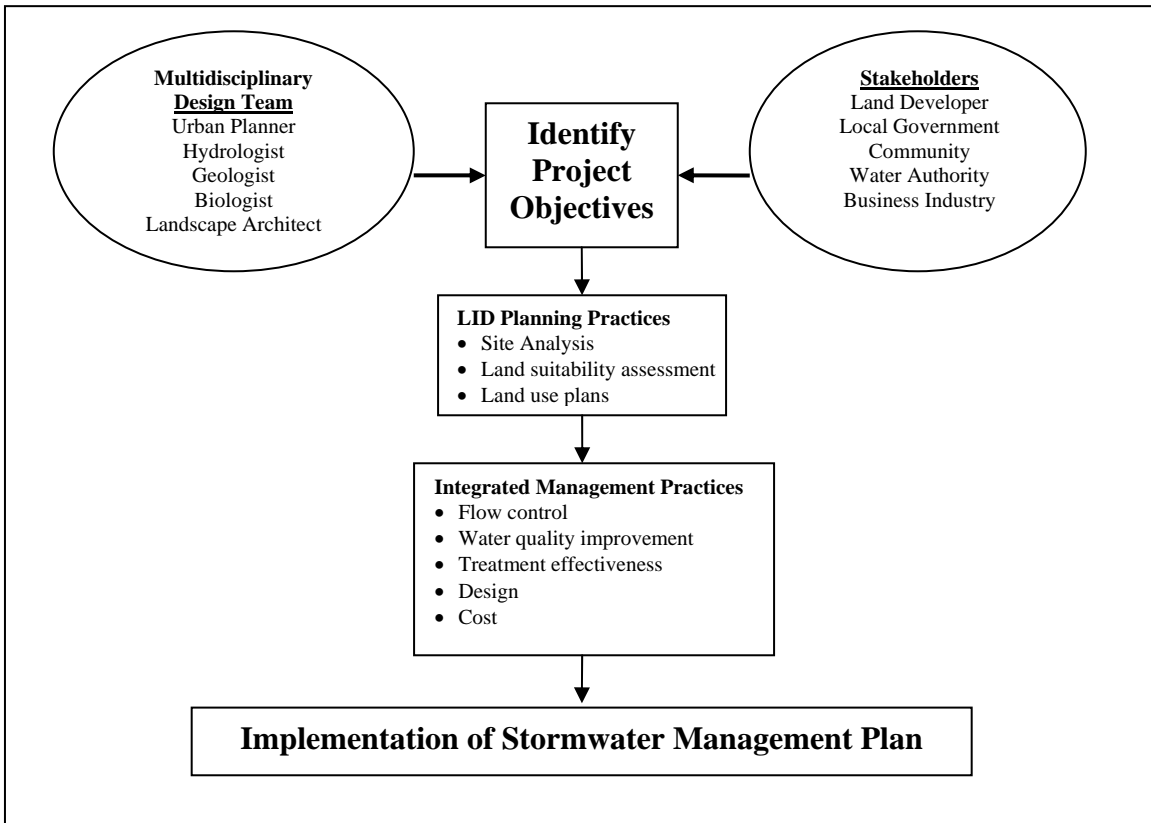 Multidisciplinary
Design Team
Urban Planner
Hydrologist
Geologist
Biologist
Landscape Architect
Identify
Project
Objectives
Stakeholders
Land Developer
Local Government
Community
Water Authority
Business Industry
LID Planning Practices
• Site Analysis
• Land suitability assessment
• Land use plans
Integrated Management Practices
• Flow control
• Water quality improvement
• Treatment effectiveness
• Design
• Cost
Implementation of Stormwater Management Plan